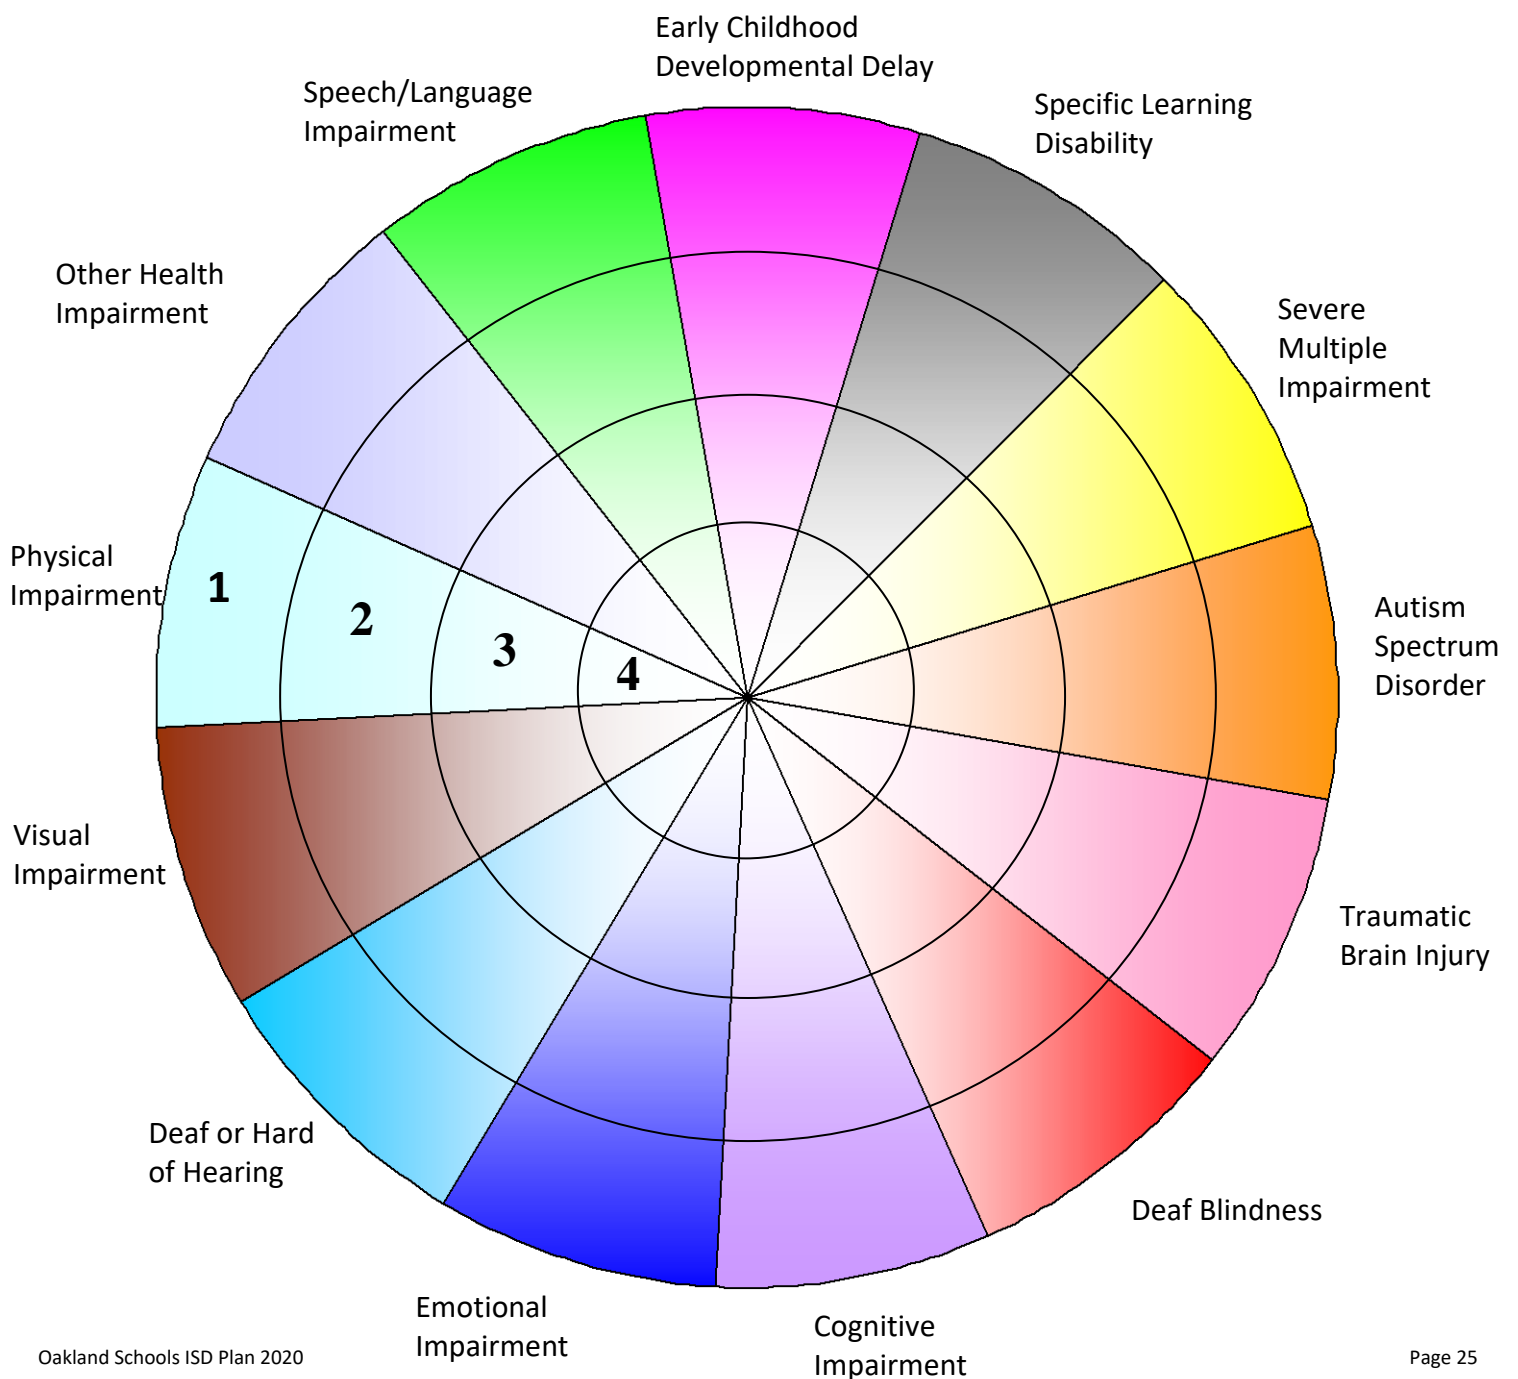 Early Childhood
Developmental Delay
Speech/Language
Impairment
Specific Learning
Disability
Other Health
Impairment
Severe
Multiple
Impairment
Physical
Impairment
1
2
3
4
Autism
Spectrum
Disorder
Visual
Impairment
Traumatic
Brain Injury
Deaf or Hard
of Hearing
Deaf Blindness
Emotional
Impairment
Cognitive
Impairment
Oakland Schools ISD Plan 2020
Page 25